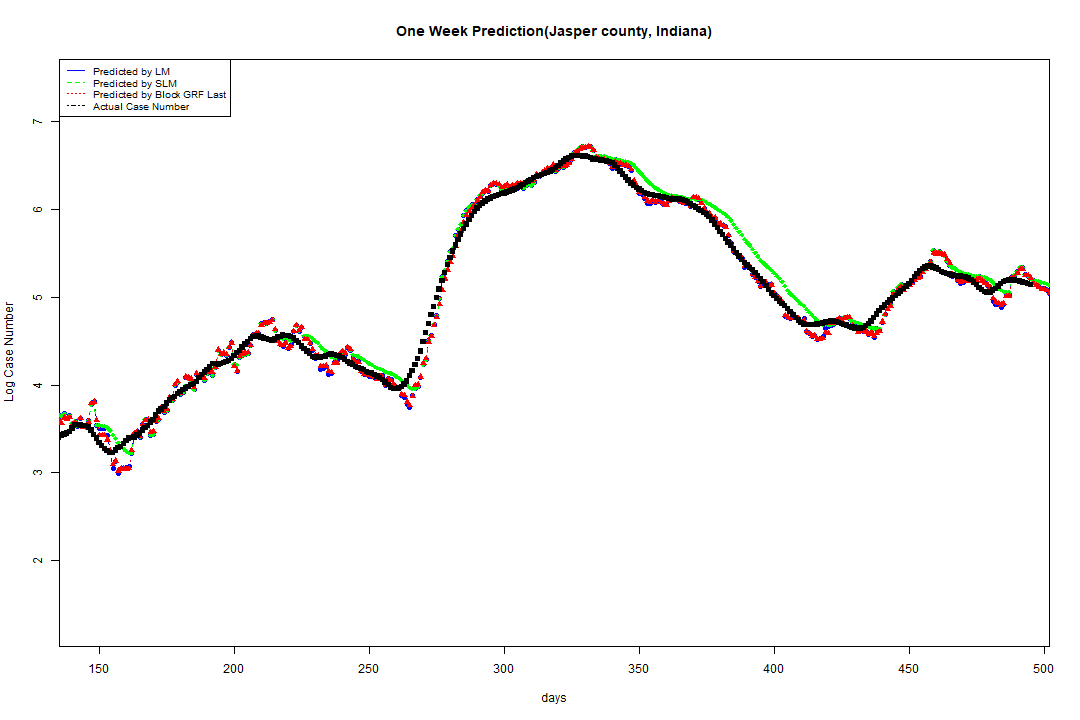 One Week Prediction(Jasper county, Indiana)
Predicted by LM
Predicted by SLM
Predicted by Block GRF Last
Actual Case Number
7
6
5
4
3
2
Log Case Number
150 200 250 300 350 400 450 500
days